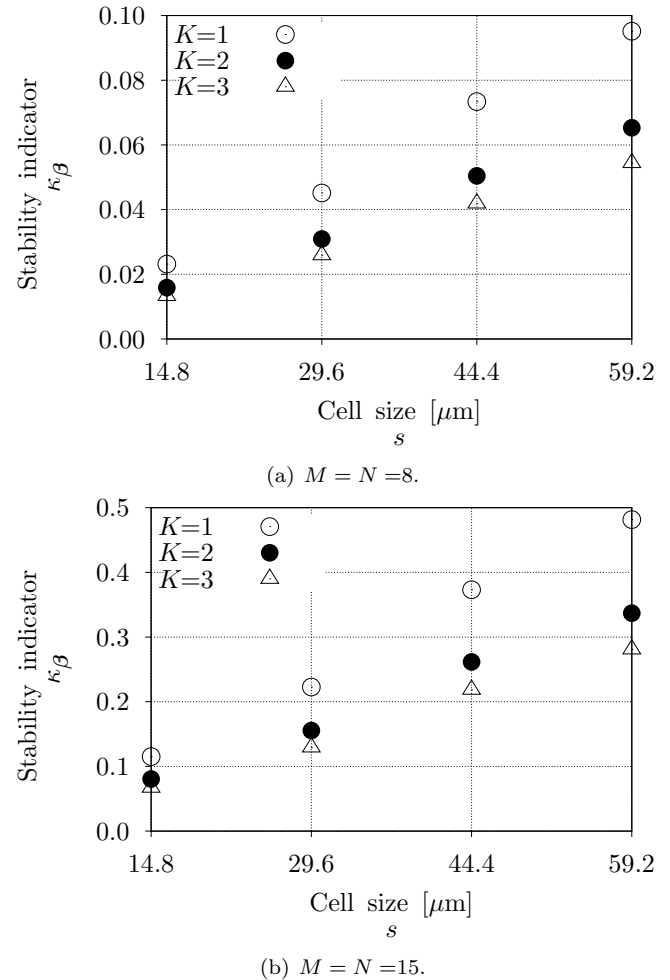 0.10
K=1
K=2
K=3
0.08
0.06
0.04
0.02
0.00
Stability indicator
κβ
14.8 29.6 44.4 59.2
Cell size [μm]
s
(a) M = N =8.
0.5
K=1
K=2
K=3
0.4
0.3
0.2
0.1
0.0
Stability indicator
κβ
14.8 29.6 44.4 59.2
Cell size [μm]
s
(b) M = N =15.